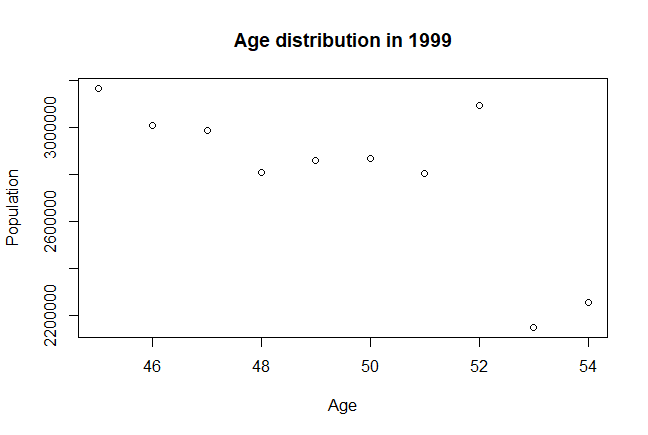 Age distribution in 1999
Population
3000000
2600000
2200000
46 48 50 52 54
Age